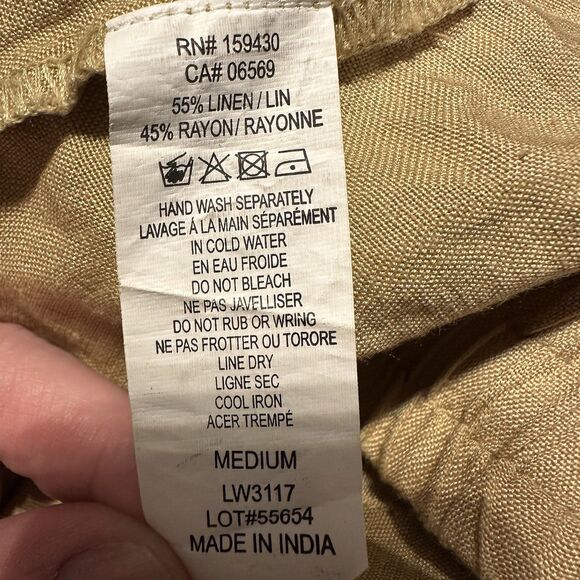 RN# 159430
CA# 06569
55% LINEN / LIN
45% RAYON / RAYONNE
HAND WASH SEPARATELY
LAVAGE Á LA MAIN SÉPARÉMENT
IN COLD WATER
EN EAU FROIDE
DO NOT BLEACH
NE PAS JAVELLISER
DO NOT RUB OR WRING
NE PAS FROTTER OU TORORE
LINE DRY
LIGNE SEC
COOL IRON
ACER TREMPÉ
MEDIUM
LW3117
LOT#55654
MADE IN INDIA